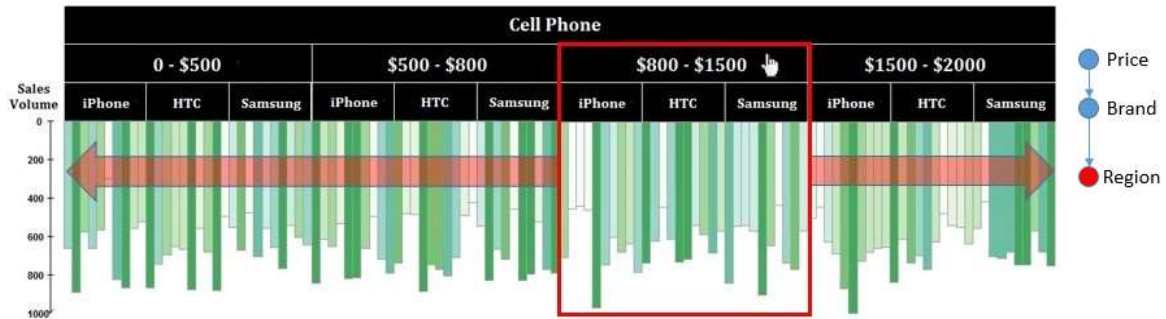 Cell Phone
0 - $500 $500 - $800 $800 - $1500 $1500 - $2000
Sales
Volume
iPhone HTC Samsung iPhone HTC Samsung iPhone HTC Samsung iPhone HTC Samsung
0
200
400
600
800
1000
Price
Brand
Region